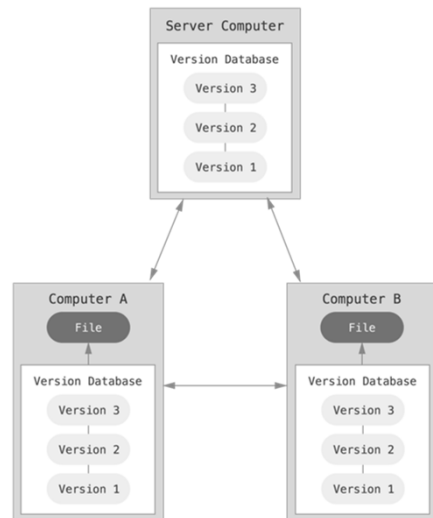 Server Computer
Version Database
Version 3
Version 2
Version 1
Computer A
File
Version Database
Version 3
Version 2
Version 1
Computer B
File
Version Database
Version 3
Version 2
Version 1